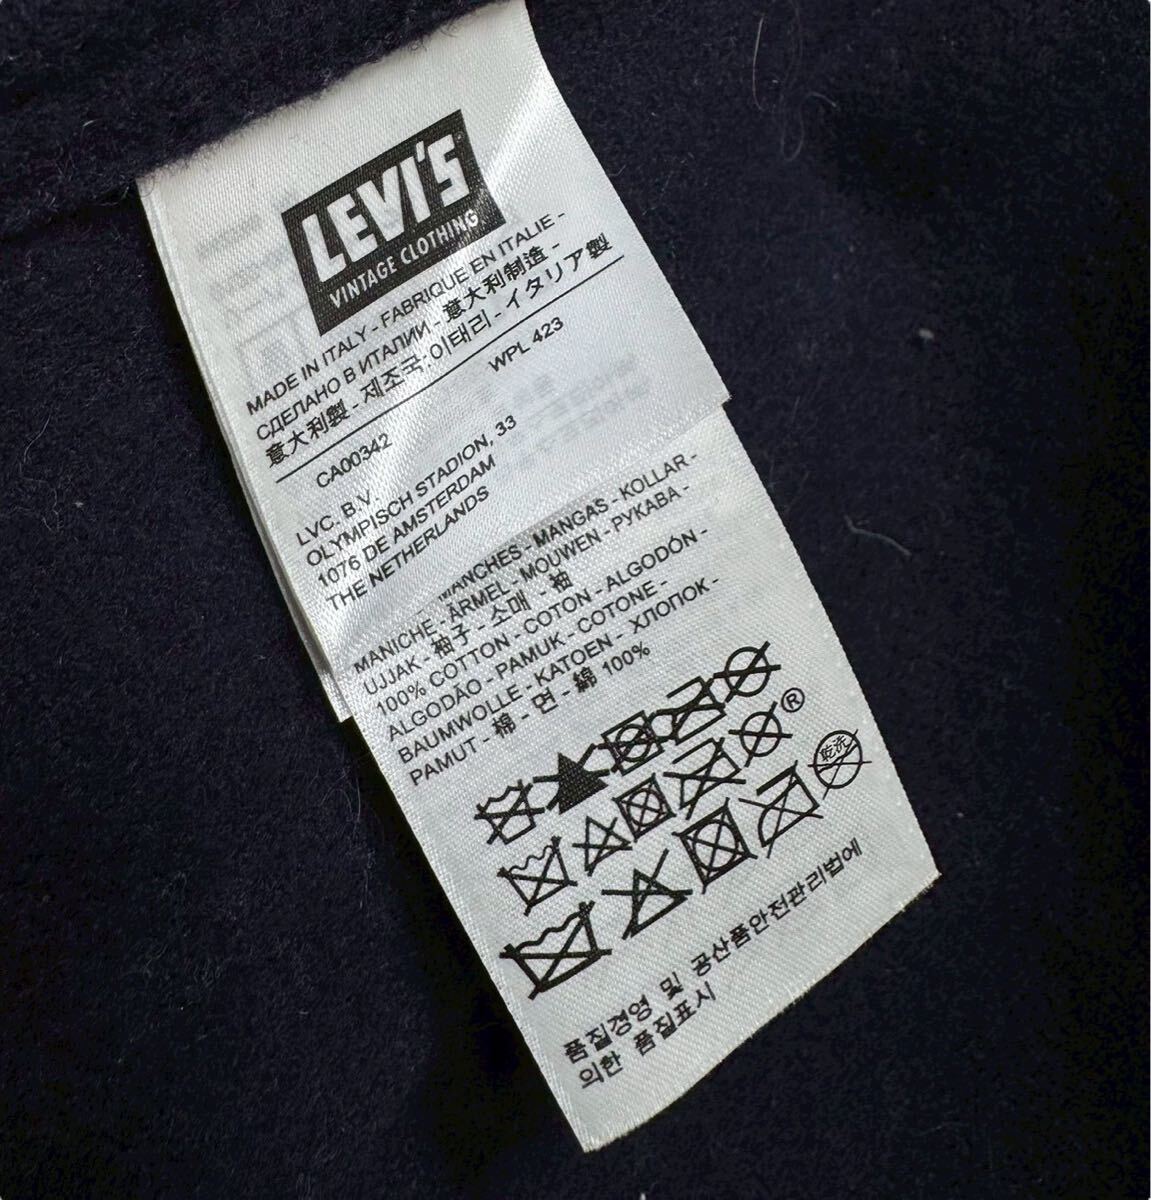 LEVI'S
VINTAGE CLOTHING
MADE IN ITALY - FABRIQUE EN ITALIE -
СДЕЛАНО В ИТАЛИИ - 意大利制造 -
意大利製 - 제조국:이태리 - イタリア製
CA00342 WPL 423
LVC. B.V.
OLYMPISCH STADION, 33
1076 DE AMSTERDAM
THE NETHERLANDS
MANICHE - MANCHES - MANGAS - KOLLAR -
UJJAK - ÄRMEL - MOUWEN - РУКАВА -
袖子 - 소매 - 袖
100% COTTON - COTON - ALGODÓN -
ALGODÃO - PAMUK - COTONE -
BAUMWOLLE - KATOEN - ХЛОПОК -
PAMUT - 棉 - 면 - 綿 100%
®
乾洗
품질경영 및 공산품안전관리법에
의한 품질표시